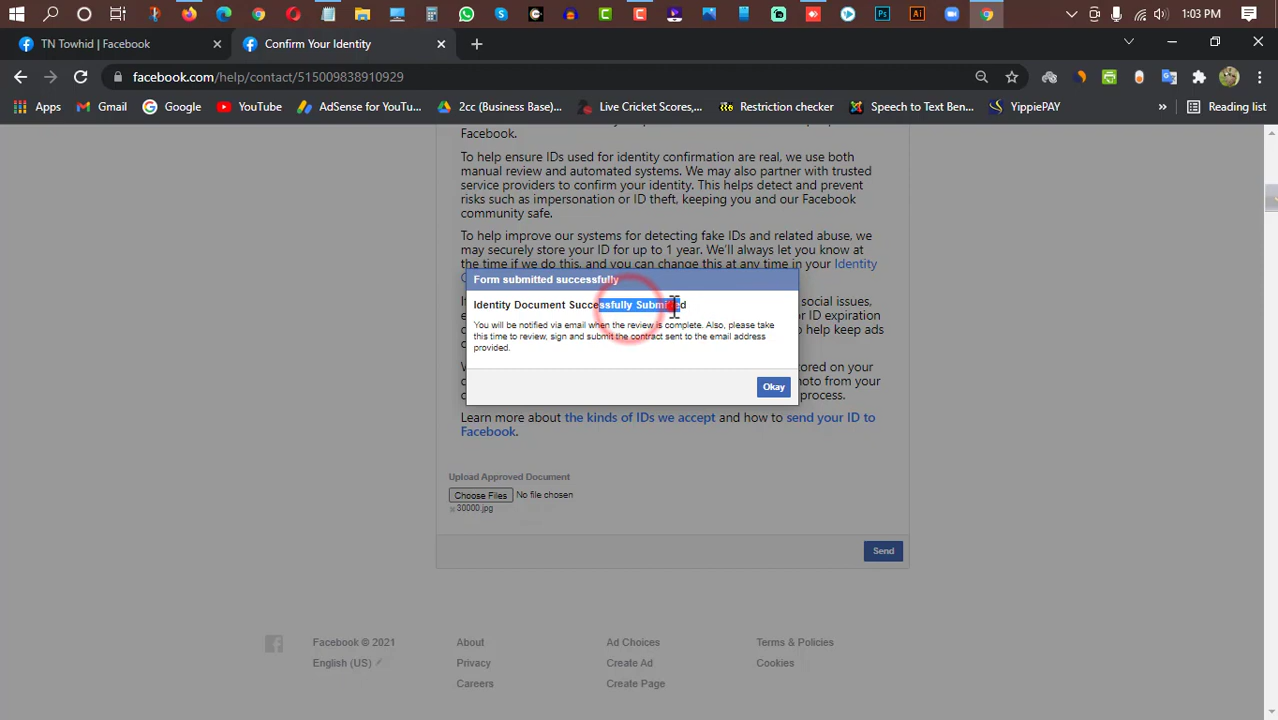 1:03 PM
TN Towhid | Facebook
Confirm Your Identity
facebook.com/help/contact/515009838910929
Apps
Gmail
Google
YouTube
AdSense for YouTu...
2cc (Business Base)...
Live Cricket Scores,...
Restriction checker
Speech to Text Ben...
YippiePAY
Reading list
Facebook.
To help ensure IDs used for identity confirmation are real, we use both
manual review and automated systems. We may also partner with trusted
service providers to confirm your identity. This helps detect and prevent
risks such as impersonation or ID theft, keeping you and our Facebook
community safe.
To help improve our systems for detecting fake IDs and related abuse, we
may securely store your ID for up to 1 year. We'll always let you know at
the time if we do this, and you can change this at any time in your Identity
Form submitted successfully
Identity Document Successfully Submitted
You will be notified via email when the review is complete. Also, please take
this time to review, sign and submit the contract sent to the email address
provided.
Okay
social issues,
or ID expiration
to help keep ads
stored on your
photo from your
process.
Learn more about the kinds of IDs we accept and how to send your ID to
Facebook.
Upload Approved Document
Choose Files No file chosen
30000.jpg
Send
Facebook © 2021
English (US)
About
Privacy
Careers
Ad Choices
Create Ad
Create Page
Terms & Policies
Cookies